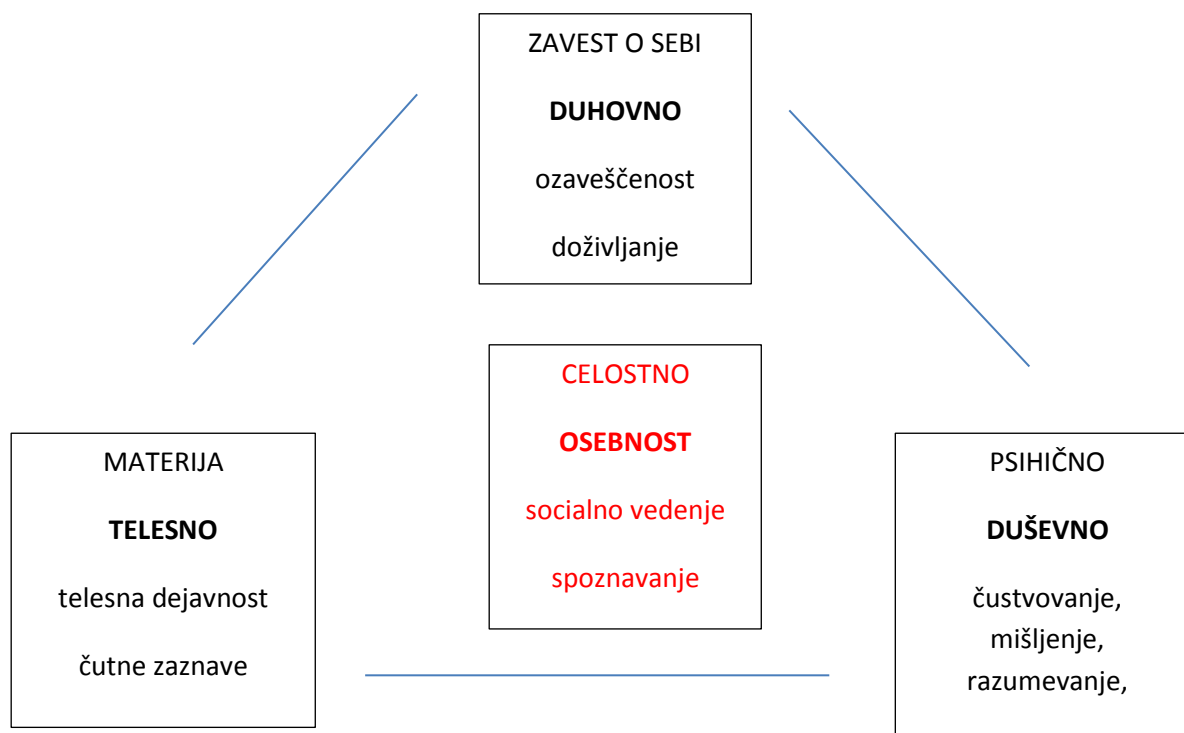 ZAVEST O SEBI
DUHOVNO
ozaveščenost
doživljanje
CELOSTNO
OSEBNOST
socialno vedenje
spoznavanje
MATERIJA
TELESNO
telesna dejavnost
čutne zaznave
PSIHIČNO
DUŠEVNO
čustvovanje,
mišljenje,
razumevanje,